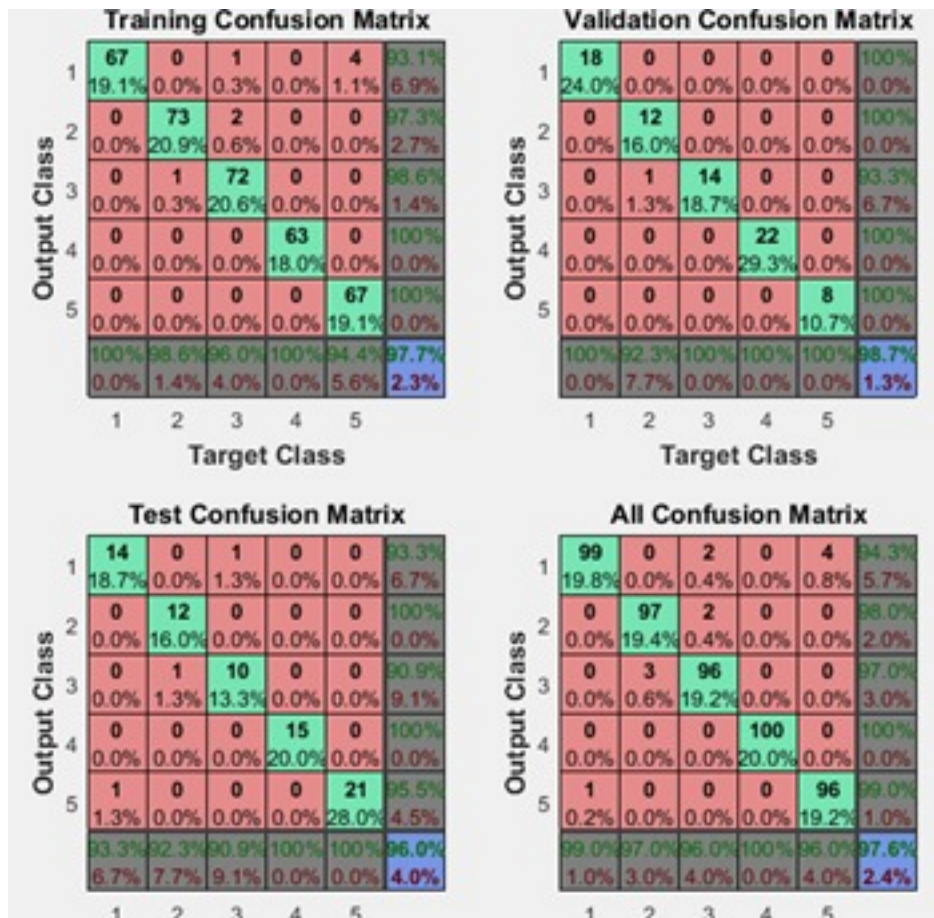 Training Confusion Matrix Validation Confusion Matrix
67 0 1 0 4 93.1% 18 0 0 0 0 100%
1 1
19.1% 0.0% 0.3% 0.0% 1.1% 6.9% 24.0% 0.0% 0.0% 0.0% 0.0% 0.0%
0 73 2 0 0 97.3% 0 12 0 0 0 100%
2 2
0.0% 20.9% 0.6% 0.0% 0.0% 2.7% 0.0% 16.0% 0.0% 0.0% 0.0% 0.0%
0 1 72 0 0 98.6% 0 1 14 0 0 93.3%
3 3
0.0% 0.3% 20.6% 0.0% 0.0% 1.4% 0.0% 1.3% 18.7% 0.0% 0.0% 6.7%
0 0 0 63 0 100% 0 0 0 22 0 100%
4 4
0.0% 0.0% 0.0% 18.0% 0.0% 0.0% 0.0% 0.0% 0.0% 29.3% 0.0% 0.0%
0 0 0 0 67 100% 0 0 0 0 8 100%
5 5
0.0% 0.0% 0.0% 0.0% 19.1% 0.0% 0.0% 0.0% 0.0% 0.0% 10.7% 0.0%
100% 98.6% 96.0% 100% 94.4% 97.7% 100% 92.3% 100% 100% 100% 98.7%
0.0% 1.4% 4.0% 0.0% 5.6% 2.3% 0.0% 7.7% 0.0% 0.0% 0.0% 1.3%
Output Class Output Class
1 2 3 4 5 1 2 3 4 5
Target Class Target Class
Test Confusion Matrix All Confusion Matrix
14 0 1 0 0 93.3% 99 0 2 0 4 94.3%
1 1
18.7% 0.0% 1.3% 0.0% 0.0% 6.7% 19.8% 0.0% 0.4% 0.0% 0.8% 5.7%
0 12 0 0 0 100% 0 97 2 0 0 98.0%
2 2
0.0% 16.0% 0.0% 0.0% 0.0% 0.0% 0.0% 19.4% 0.4% 0.0% 0.0% 2.0%
0 1 10 0 0 90.9% 0 3 96 0 0 97.0%
3 3
0.0% 1.3% 13.3% 0.0% 0.0% 9.1% 0.0% 0.6% 19.2% 0.0% 0.0% 3.0%
0 0 0 15 0 100% 0 0 0 100 0 100%
4 4
0.0% 0.0% 0.0% 20.0% 0.0% 0.0% 0.0% 0.0% 0.0% 20.0% 0.0% 0.0%
1 0 0 0 21 95.5% 1 0 0 0 96 99.0%
5 5
1.3% 0.0% 0.0% 0.0% 28.0% 4.5% 0.2% 0.0% 0.0% 0.0% 19.2% 1.0%
93.3% 92.3% 90.9% 100% 100% 96.0% 99.0% 97.0% 96.0% 100% 96.0% 97.6%
6.7% 7.7% 9.1% 0.0% 0.0% 4.0% 1.0% 3.0% 4.0% 0.0% 4.0% 2.4%
Output Class Output Class
1 2 3 4 5 1 2 3 4 5